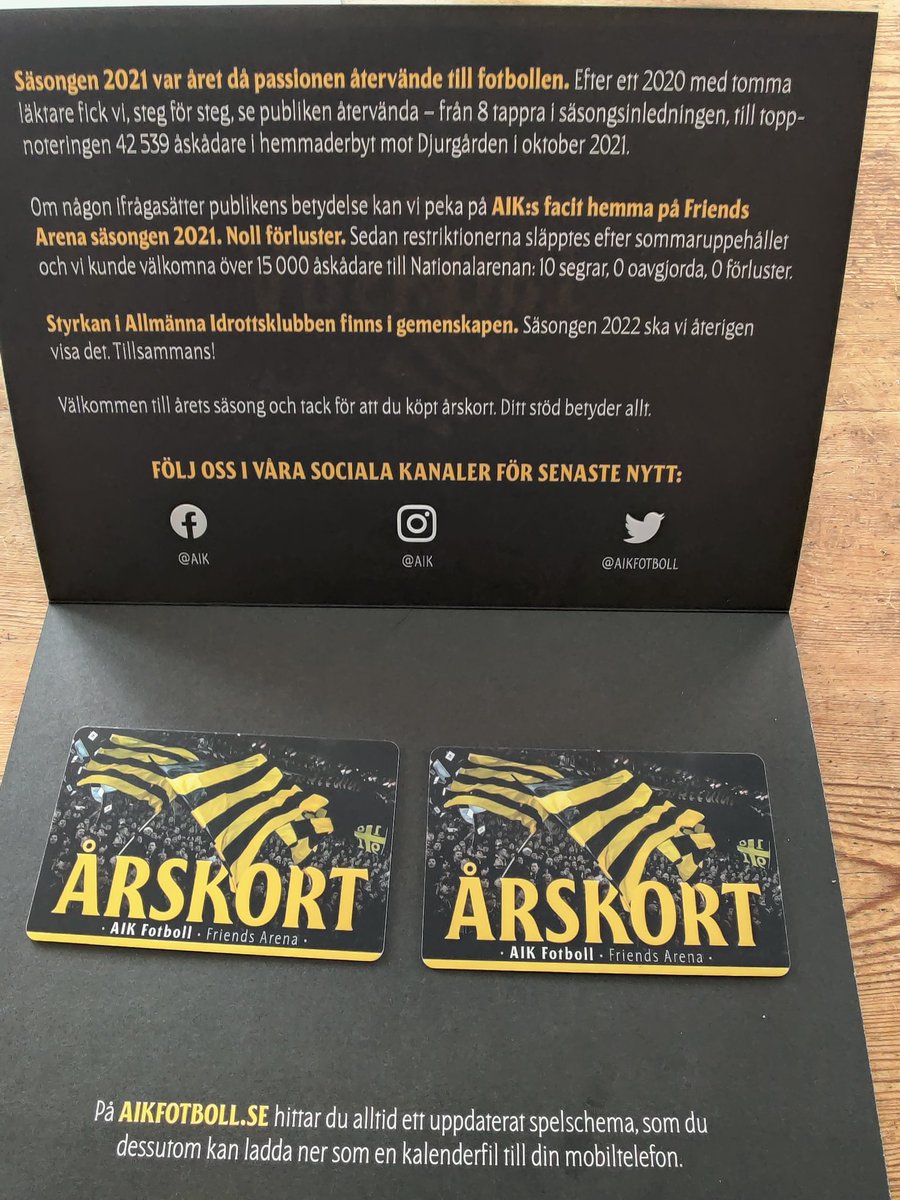 Säsongen 2021 var året då passionen återvände till fotbollen. Efter ett 2020 med tomma
läktare fick vi, steg för steg, se publiken återvända – från 8 tappra i säsongsinledningen, till topp-
noteringen 42 539 åskådare i hemmaderbyt mot Djurgården i oktober 2021.
Om någon ifrågasätter publikens betydelse kan vi peka på AIK:s facit hemma på Friends
Arena säsongen 2021. Noll förluster. Sedan restriktionerna släpptes efter sommaruppehållet
och vi kunde välkomna över 15 000 åskådare till Nationalarenan: 10 segrar, 0 oavgjorda, 0 förluster.
Styrkan i Allmänna Idrottsklubben finns i gemenskapen. Säsongen 2022 ska vi återigen
visa det. Tillsammans!
Välkommen till årets säsong och tack för att du köpt årskort. Ditt stöd betyder allt.
FÖLJ OSS I VÅRA SOCIALA KANALER FÖR SENASTE NYTT:
@AIK @AIK @AIKFOTBOLL
ÅRSKORT
· AIK Fotboll · Friends Arena ·
ÅRSKORT
· AIK Fotboll · Friends Arena ·
På AIKFOTBOLL.SE hittar du alltid ett uppdaterat spelschema, som du
dessutom kan ladda ner som en kalenderfil till din mobiltelefon.